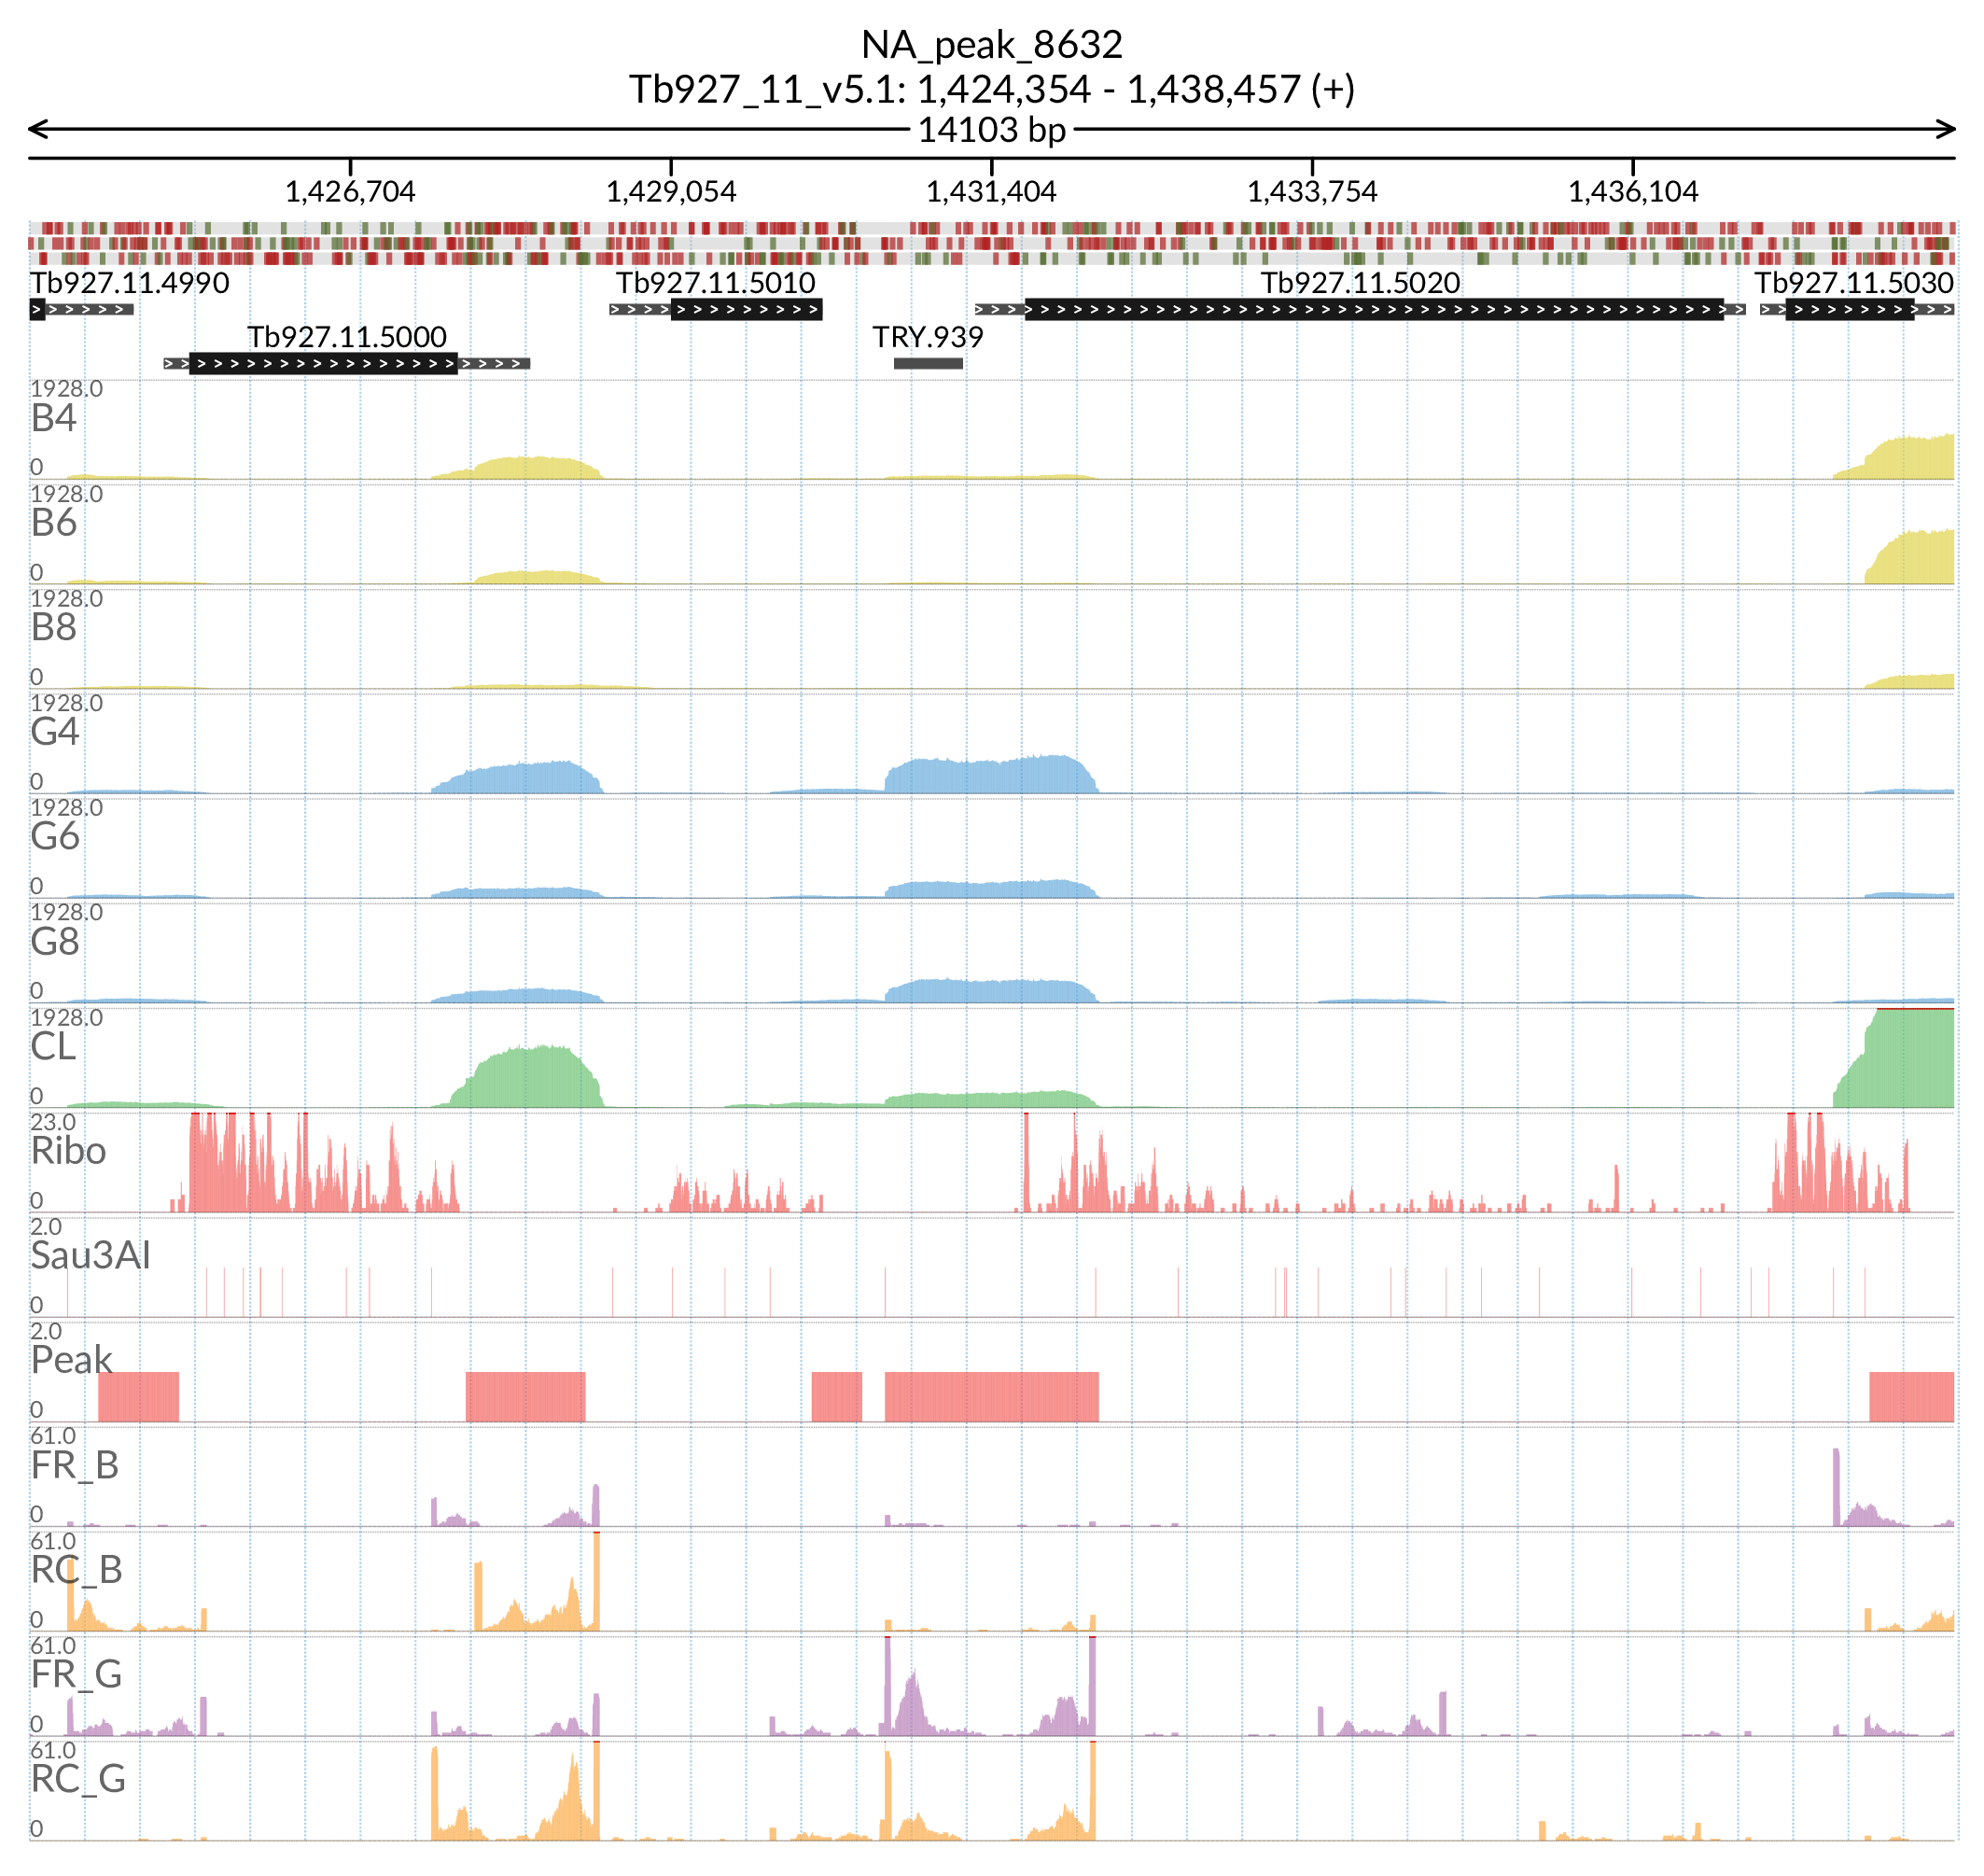 NA_peak_8632
Tb927_11_v5.1: 1,424,354 - 1,438,457 (+)
14103 bp
1,426,704 1,429,054 1,431,404 1,433,754 1,436,104
Tb927.11.4990 Tb927.11.5010 Tb927.11.5020 Tb927.11.5030
Tb927.11.5000 TRY.939
1928.0
B4
0
1928.0
B6
0
1928.0
B8
0
1928.0
G4
0
1928.0
G6
0
1928.0
G8
0
1928.0
CL
0
23.0
Ribo
0
2.0
Sau3AI
0
2.0
Peak
0
61.0
FR_B
0
61.0
RC_B
0
61.0
FR_G
0
61.0
RC_G
0